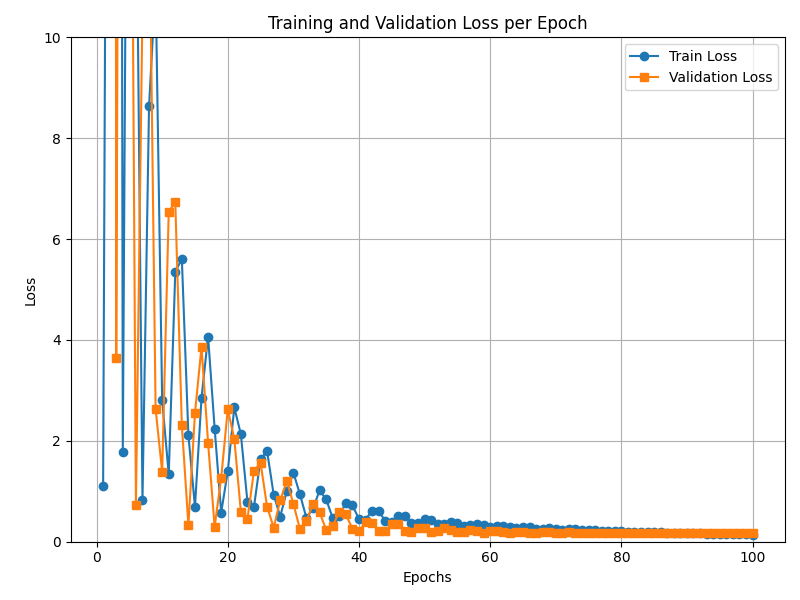 Training and Validation Loss per Epoch
Train Loss
Validation Loss
Loss
10
8
6
4
2
0
0 20 40 60 80 100
Epochs